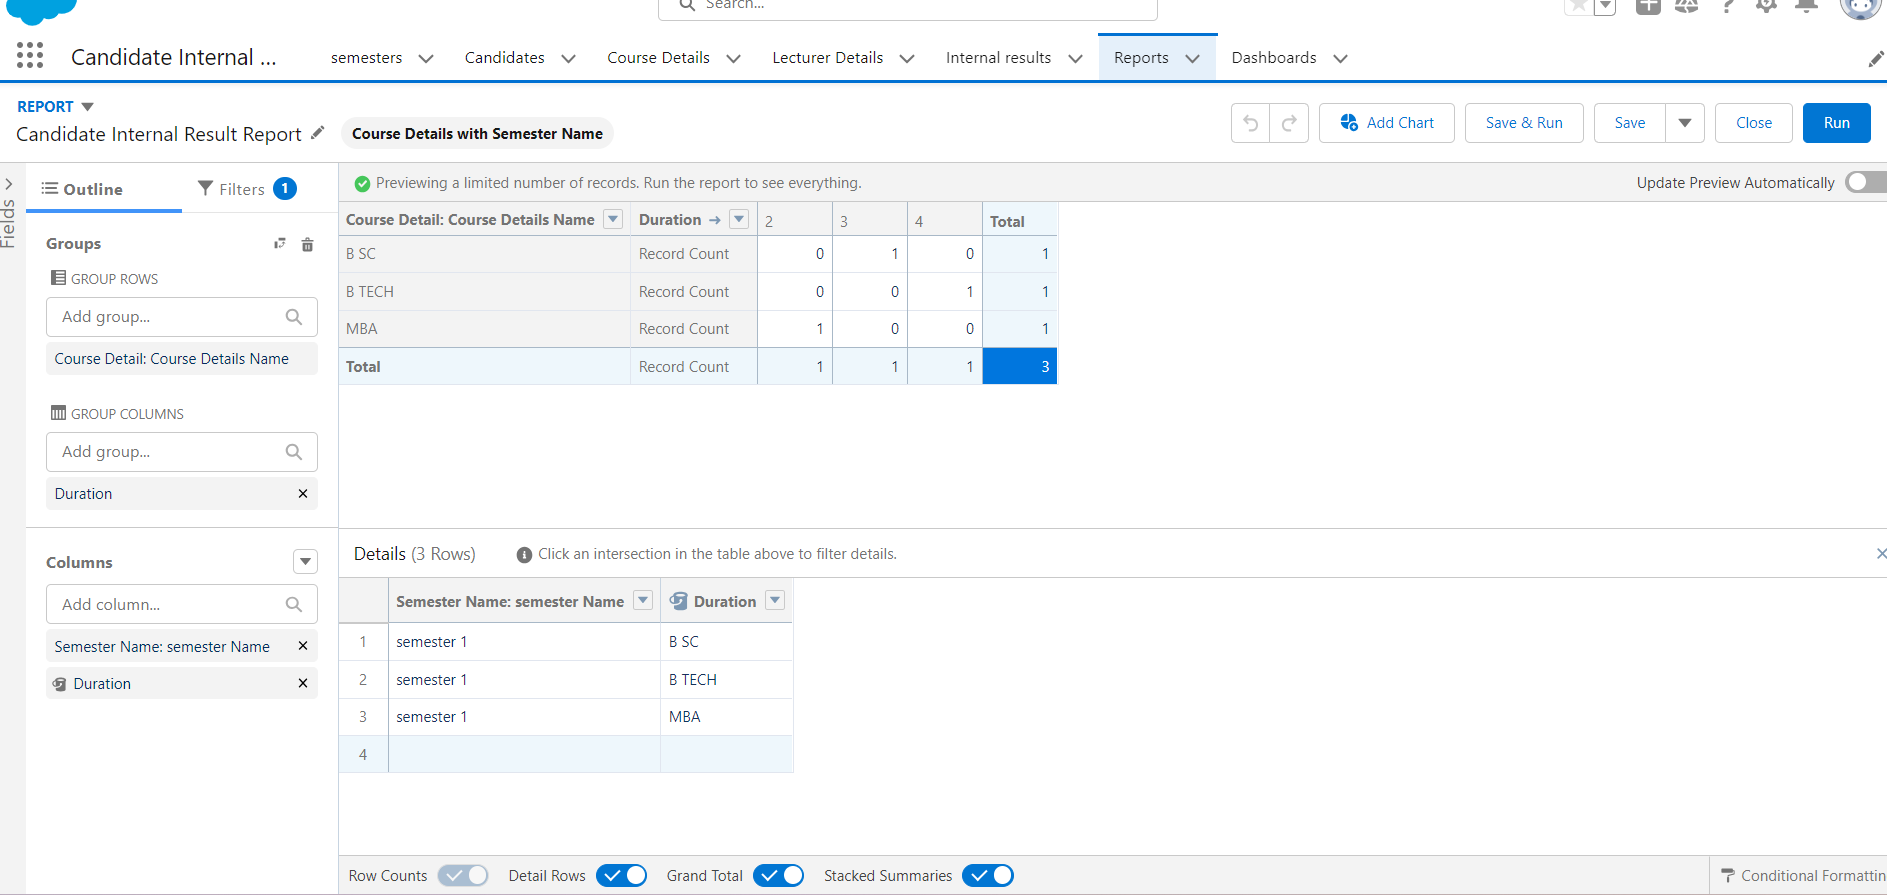 Search...
Candidate Internal ...
semesters
Candidates
Course Details
Lecturer Details
Internal results
Reports
Dashboards
REPORT
Candidate Internal Result Report
Course Details with Semester Name
Add Chart
Save & Run
Save
Close
Run
Fields
Outline
Filters 1
Groups
GROUP ROWS
Add group...
Course Detail: Course Details Name
GROUP COLUMNS
Add group...
Duration
Columns
Add column...
Semester Name: semester Name
Duration
Previewing a limited number of records. Run the report to see everything.
Update Preview Automatically
Course Detail: Course Details Name Duration → 2 3 4 Total
B SC Record Count 0 1 0 1
B TECH Record Count 0 0 1 1
MBA Record Count 1 0 0 1
Total Record Count 1 1 1 3
Details (3 Rows)
Click an intersection in the table above to filter details.
Semester Name: semester Name Duration
1 semester 1 B SC
2 semester 1 B TECH
3 semester 1 MBA
4
Row Counts
Detail Rows
Grand Total
Stacked Summaries
Conditional Formattin